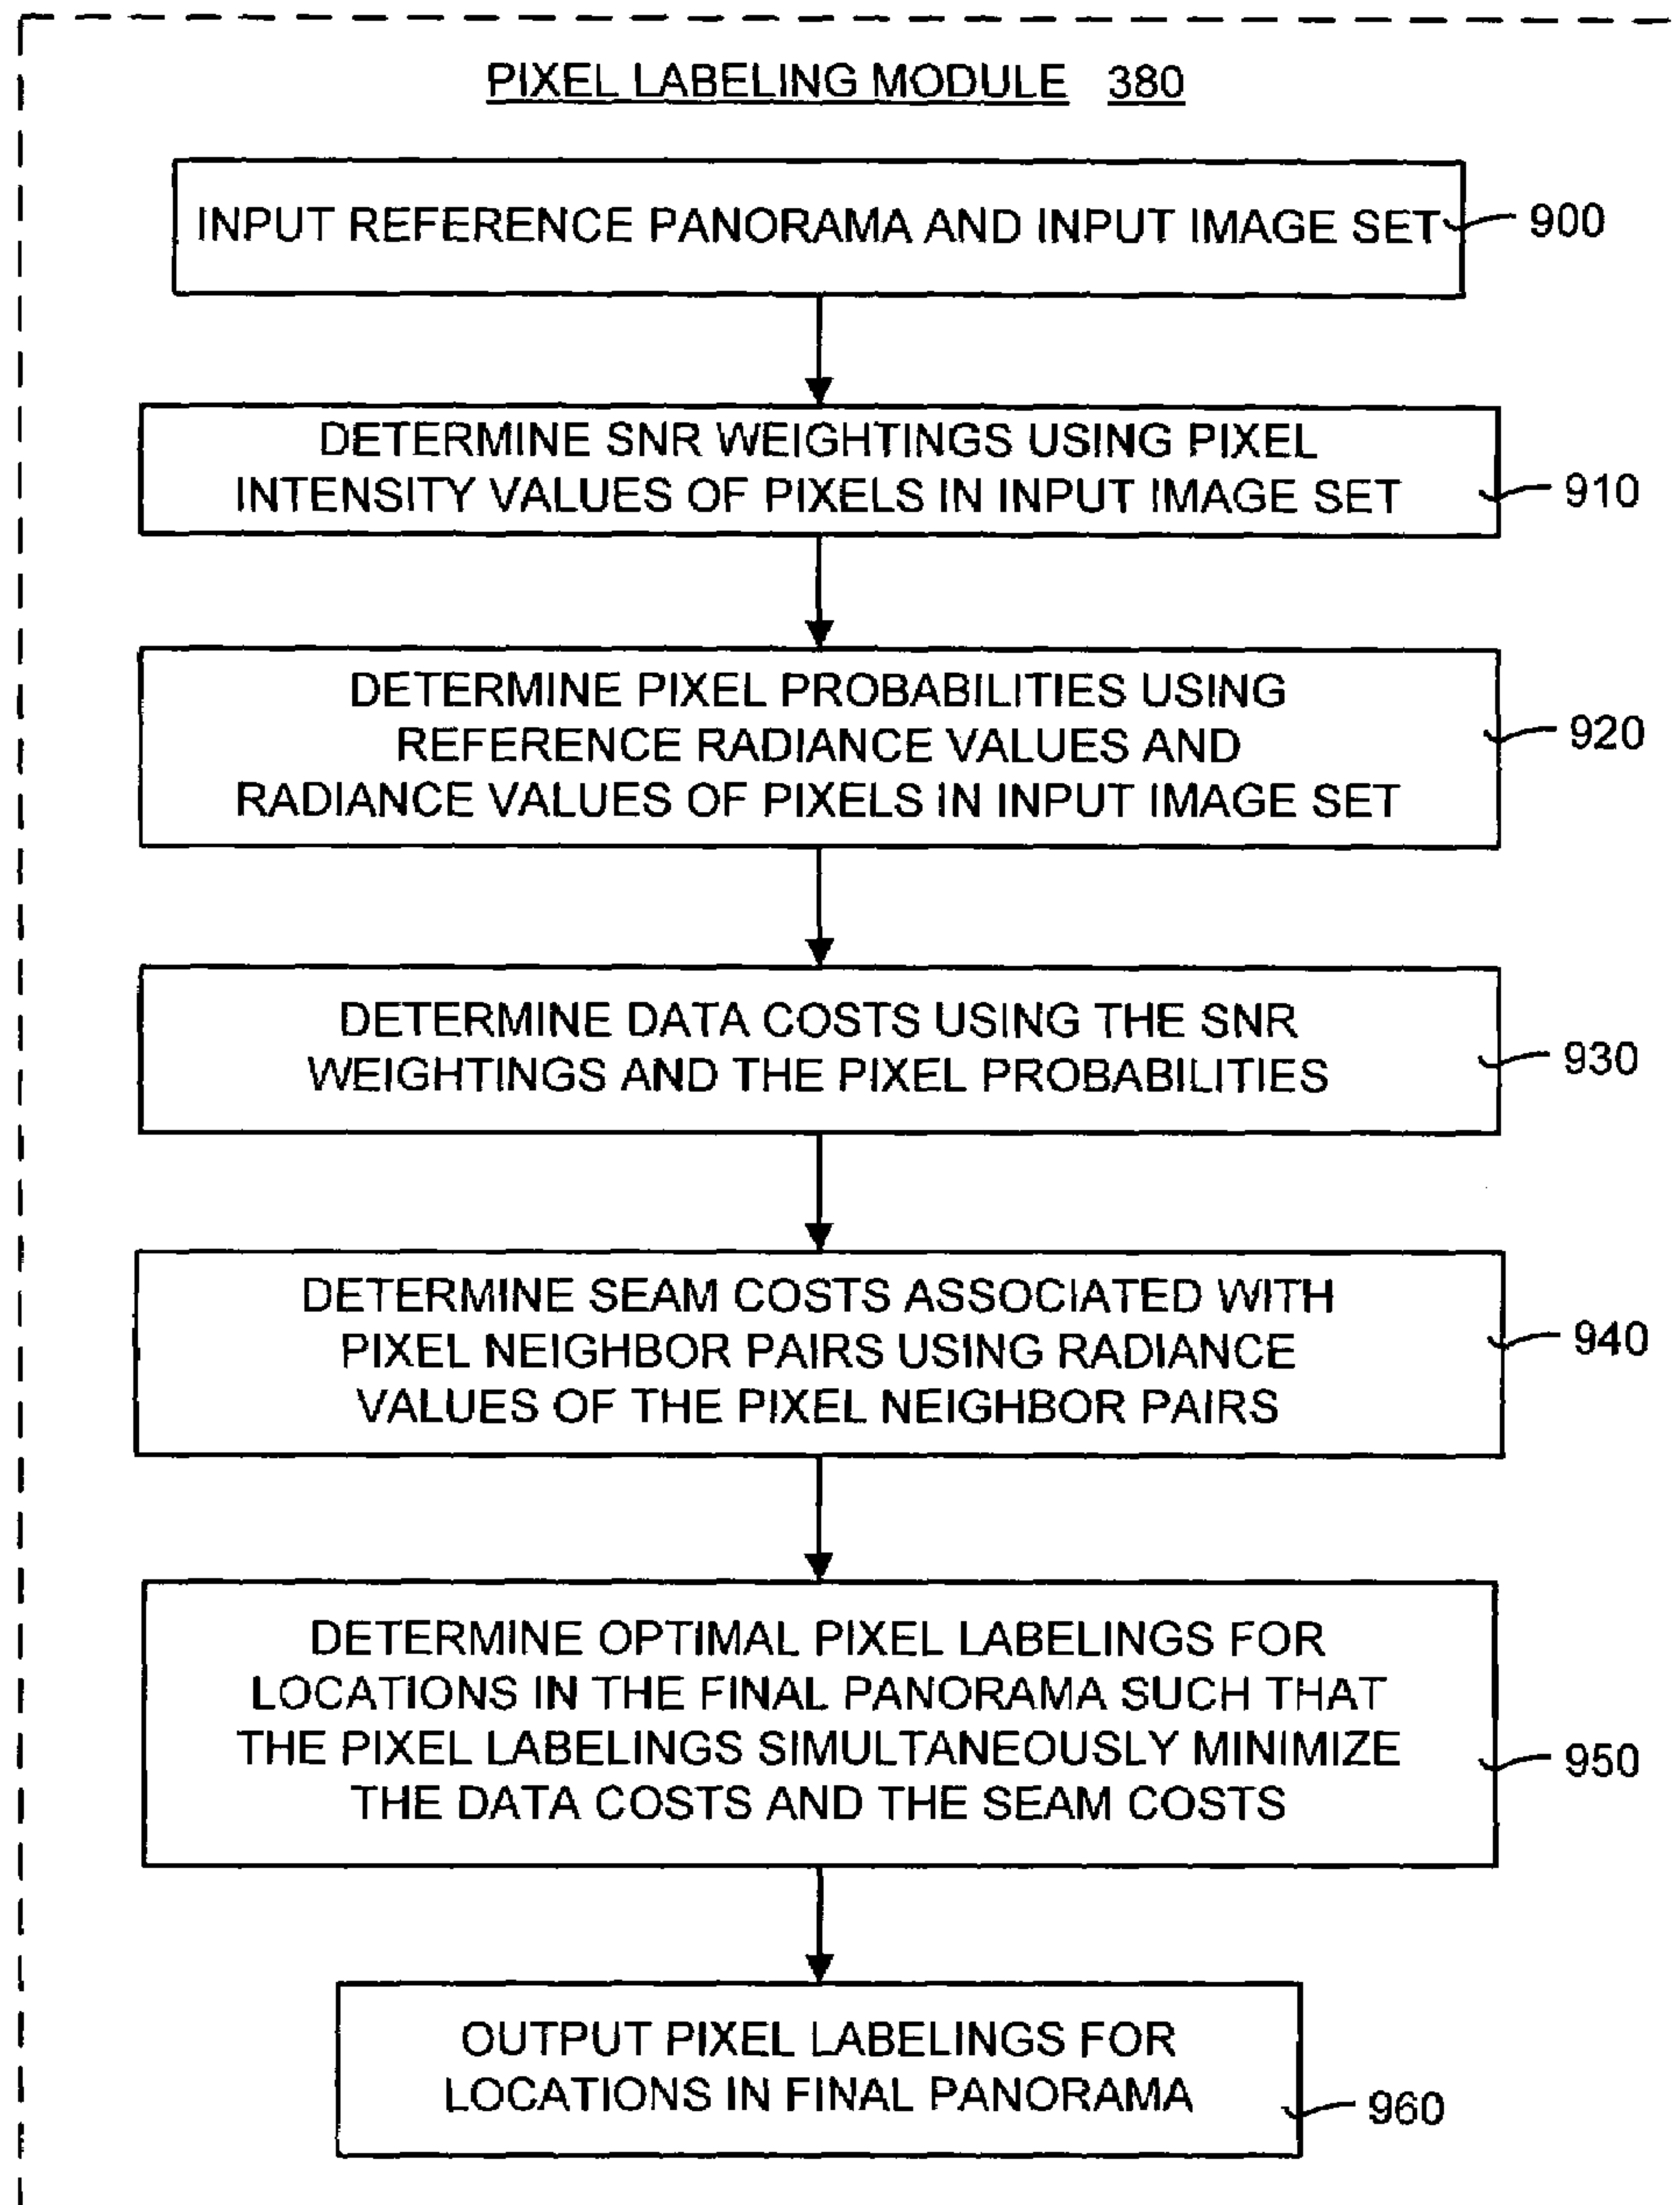 PIXEL LABELING MODULE 380
INPUT REFERENCE PANORAMA AND INPUT IMAGE SET
900
DETERMINE SNR WEIGHTINGS USING PIXEL
INTENSITY VALUES OF PIXELS IN INPUT IMAGE SET
910
DETERMINE PIXEL PROBABILITIES USING
REFERENCE RADIANCE VALUES AND
RADIANCE VALUES OF PIXELS IN INPUT IMAGE SET
920
DETERMINE DATA COSTS USING THE SNR
WEIGHTINGS AND THE PIXEL PROBABILITIES
930
DETERMINE SEAM COSTS ASSOCIATED WITH
PIXEL NEIGHBOR PAIRS USING RADIANCE
VALUES OF THE PIXEL NEIGHBOR PAIRS
940
DETERMINE OPTIMAL PIXEL LABELINGS FOR
LOCATIONS IN THE FINAL PANORAMA SUCH THAT
THE PIXEL LABELINGS SIMULTANEOUSLY MINIMIZE
THE DATA COSTS AND THE SEAM COSTS
950
OUTPUT PIXEL LABELINGS FOR
LOCATIONS IN FINAL PANORAMA
960